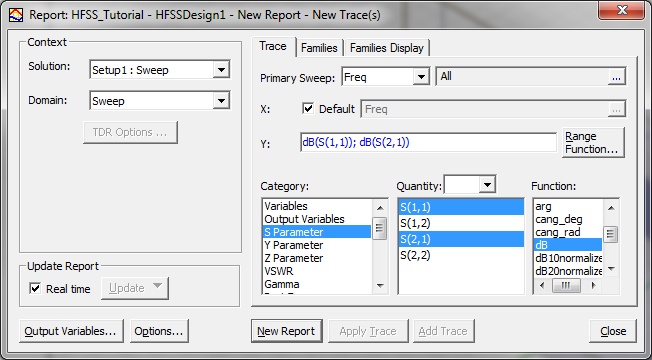 Report: HFSS_Tutorial - HFSSDesign1 - New Report - New Trace(s)
Context
Solution: Setup1 : Sweep
Domain: Sweep
TDR Options ...
Update Report
Real time Update
Output Variables... Options...
Trace Families Families Display
Primary Sweep: Freq All ...
X: Default Freq ...
Y: dB(S(1,1)); dB(S(2,1)) Range Function...
Category: Quantity: Function:
Variables
Output Variables
S Parameter
Y Parameter
Z Parameter
VSWR
Gamma
S(1,1)
S(1,2)
S(2,1)
S(2,2)
arg
cang_deg
cang_rad
dB
dB10normalize
dB20normalize
New Report Apply Trace Add Trace Close